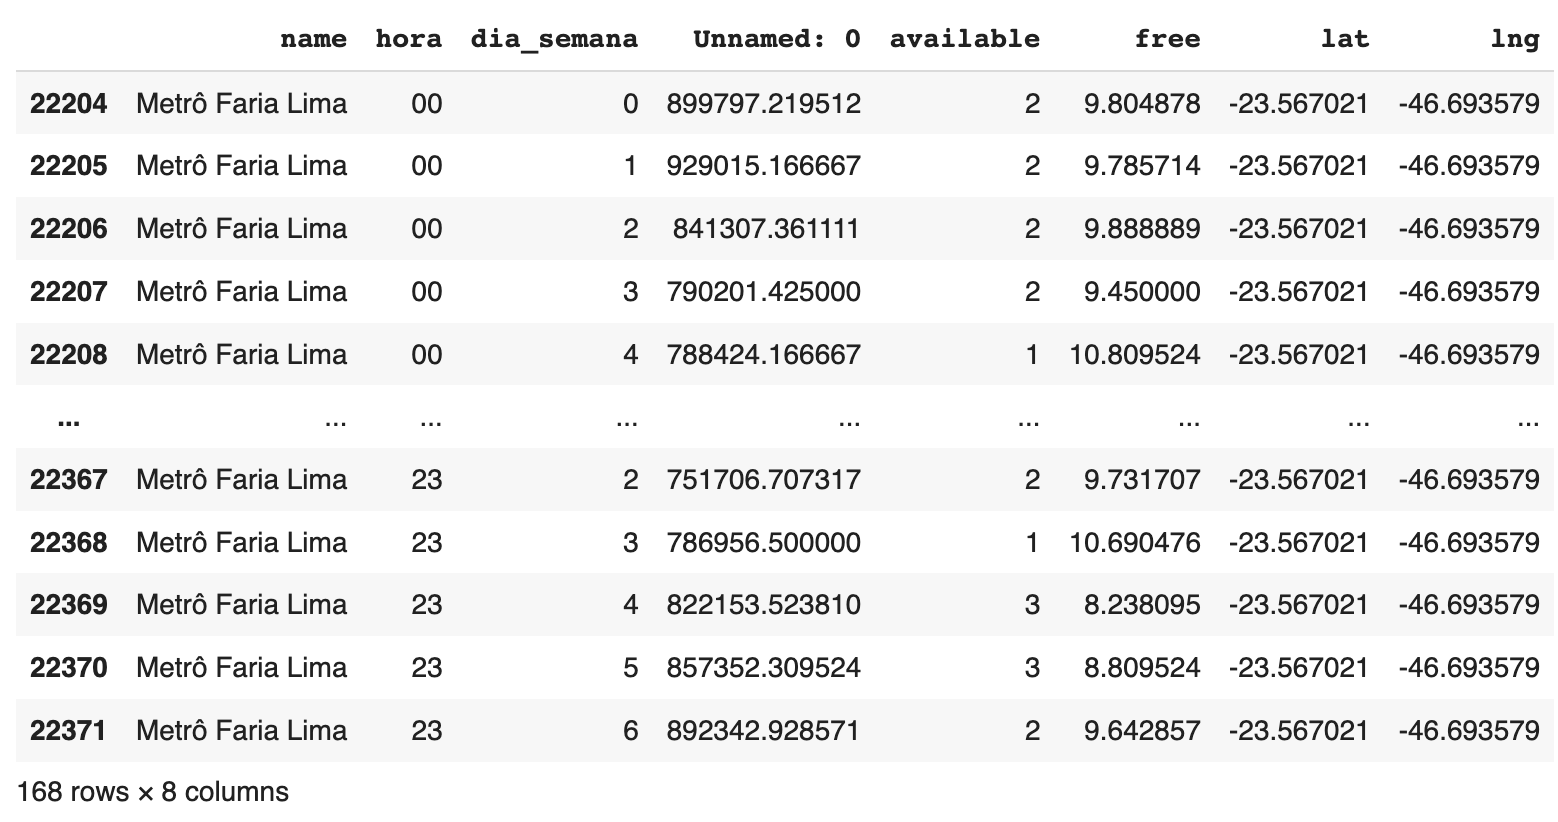 name hora dia_semana Unnamed: 0 available free lat lng
22204 Metrô Faria Lima 00 0 899797.219512 2 9.804878 -23.567021 -46.693579
22205 Metrô Faria Lima 00 1 929015.166667 2 9.785714 -23.567021 -46.693579
22206 Metrô Faria Lima 00 2 841307.361111 2 9.888889 -23.567021 -46.693579
22207 Metrô Faria Lima 00 3 790201.425000 2 9.450000 -23.567021 -46.693579
22208 Metrô Faria Lima 00 4 788424.166667 1 10.809524 -23.567021 -46.693579
... ... ... ... ... ... ... ... ...
22367 Metrô Faria Lima 23 2 751706.707317 2 9.731707 -23.567021 -46.693579
22368 Metrô Faria Lima 23 3 786956.500000 1 10.690476 -23.567021 -46.693579
22369 Metrô Faria Lima 23 4 822153.523810 3 8.238095 -23.567021 -46.693579
22370 Metrô Faria Lima 23 5 857352.309524 3 8.809524 -23.567021 -46.693579
22371 Metrô Faria Lima 23 6 892342.928571 2 9.642857 -23.567021 -46.693579
168 rows × 8 columns